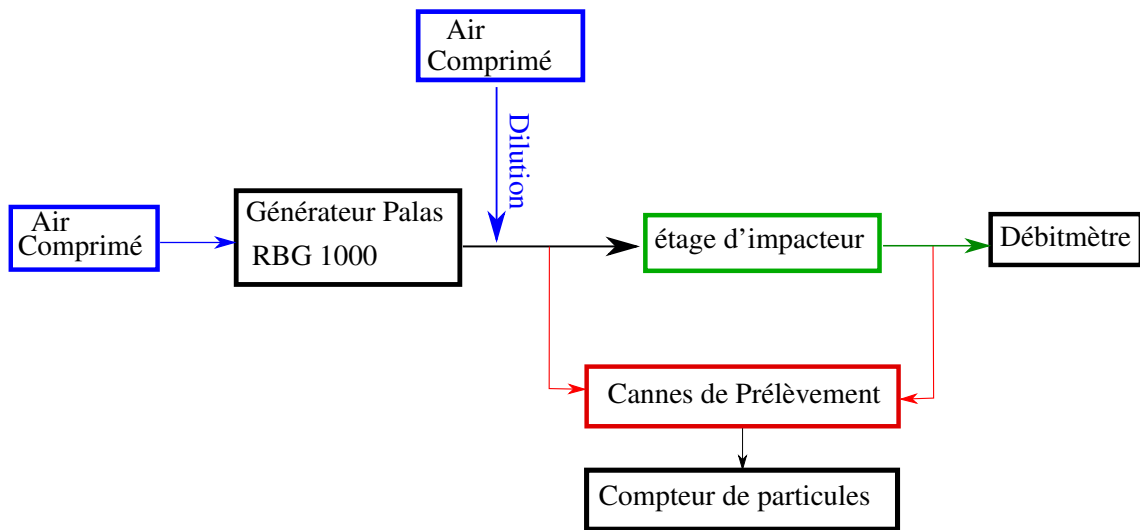 Air
Comprimé
Dilution
Air
Comprimé
Générateur Palas
RBG 1000
étage d'impacteur
Débitmètre
Cannes de Prélèvement
Compteur de particules